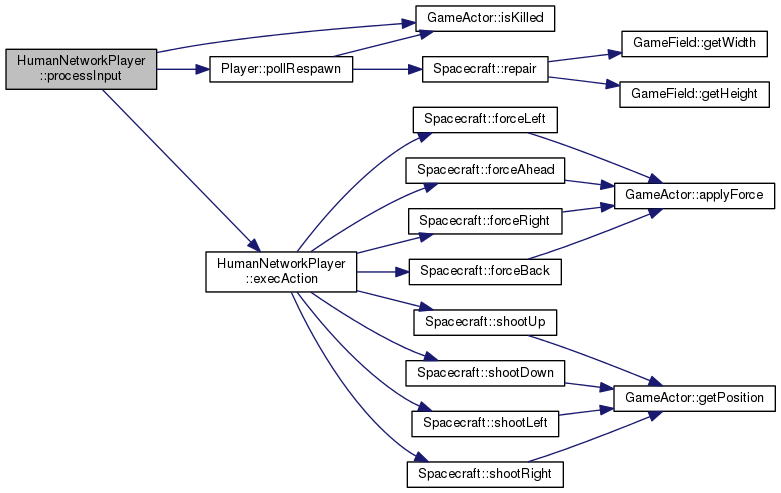 HumanNetworkPlayer
::processInput
GameActor::isKilled
Player::pollRespawn
Spacecraft::repair
GameField::getWidth
GameField::getHeight
HumanNetworkPlayer
::execAction
Spacecraft::forceLeft
Spacecraft::forceAhead
Spacecraft::forceRight
Spacecraft::forceBack
GameActor::applyForce
Spacecraft::shootUp
Spacecraft::shootDown
Spacecraft::shootLeft
Spacecraft::shootRight
GameActor::getPosition